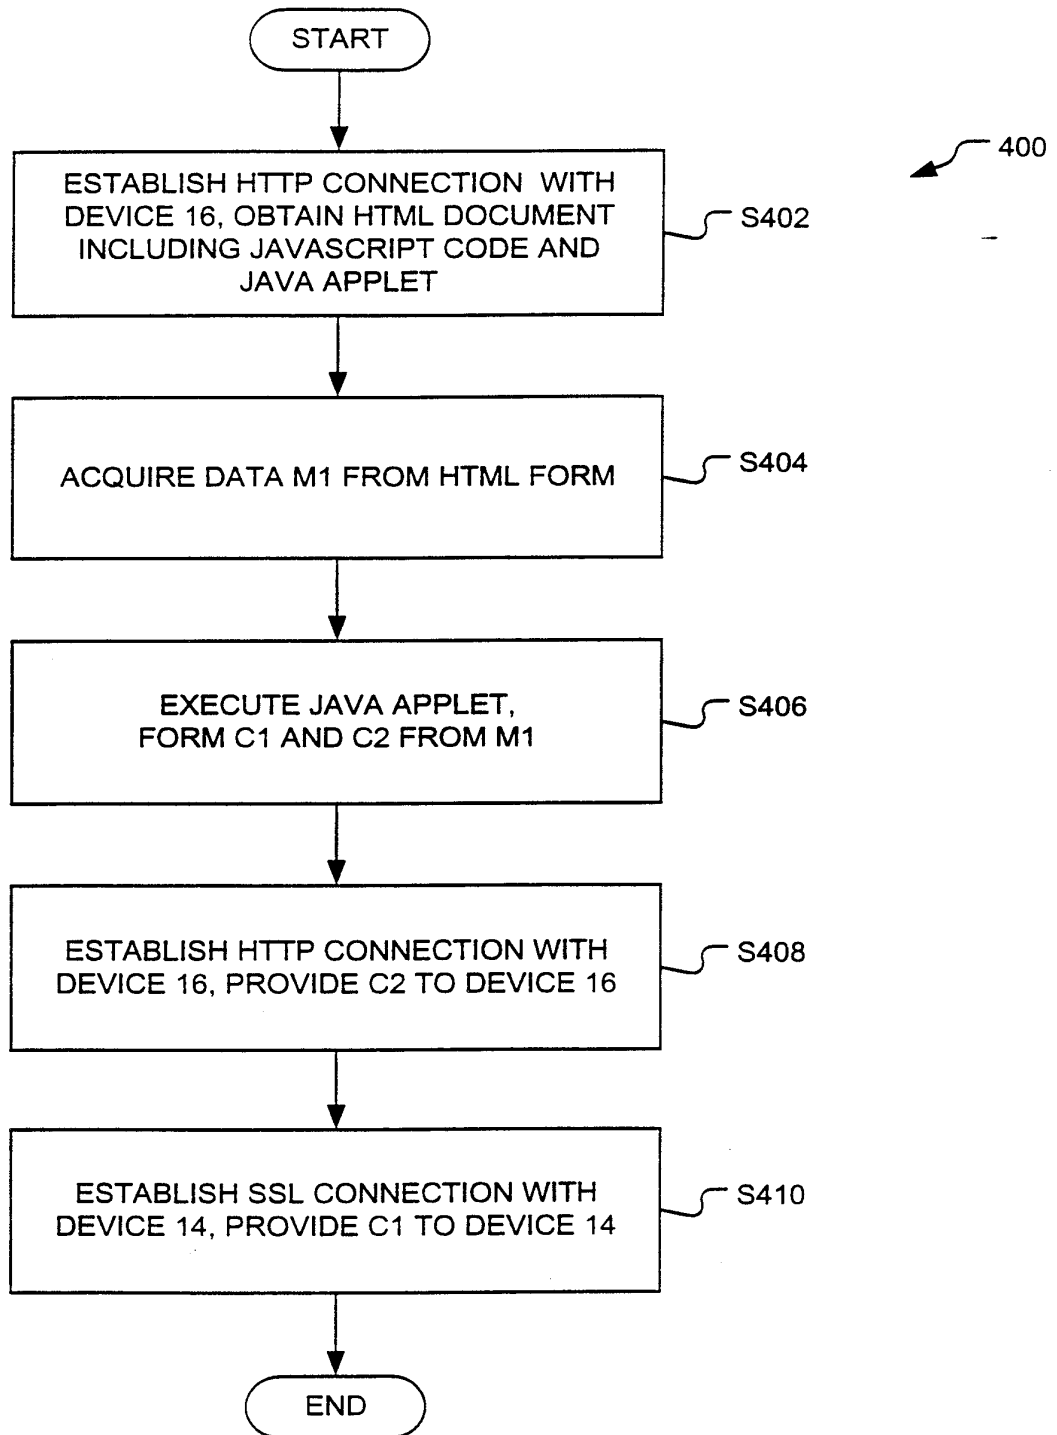 START
400
ESTABLISH HTTP CONNECTION WITH
DEVICE 16, OBTAIN HTML DOCUMENT
INCLUDING JAVASCRIPT CODE AND
JAVA APPLET
S402
ACQUIRE DATA M1 FROM HTML FORM
S404
EXECUTE JAVA APPLET,
FORM C1 AND C2 FROM M1
S406
ESTABLISH HTTP CONNECTION WITH
DEVICE 16, PROVIDE C2 TO DEVICE 16
S408
ESTABLISH SSL CONNECTION WITH
DEVICE 14, PROVIDE C1 TO DEVICE 14
S410
END